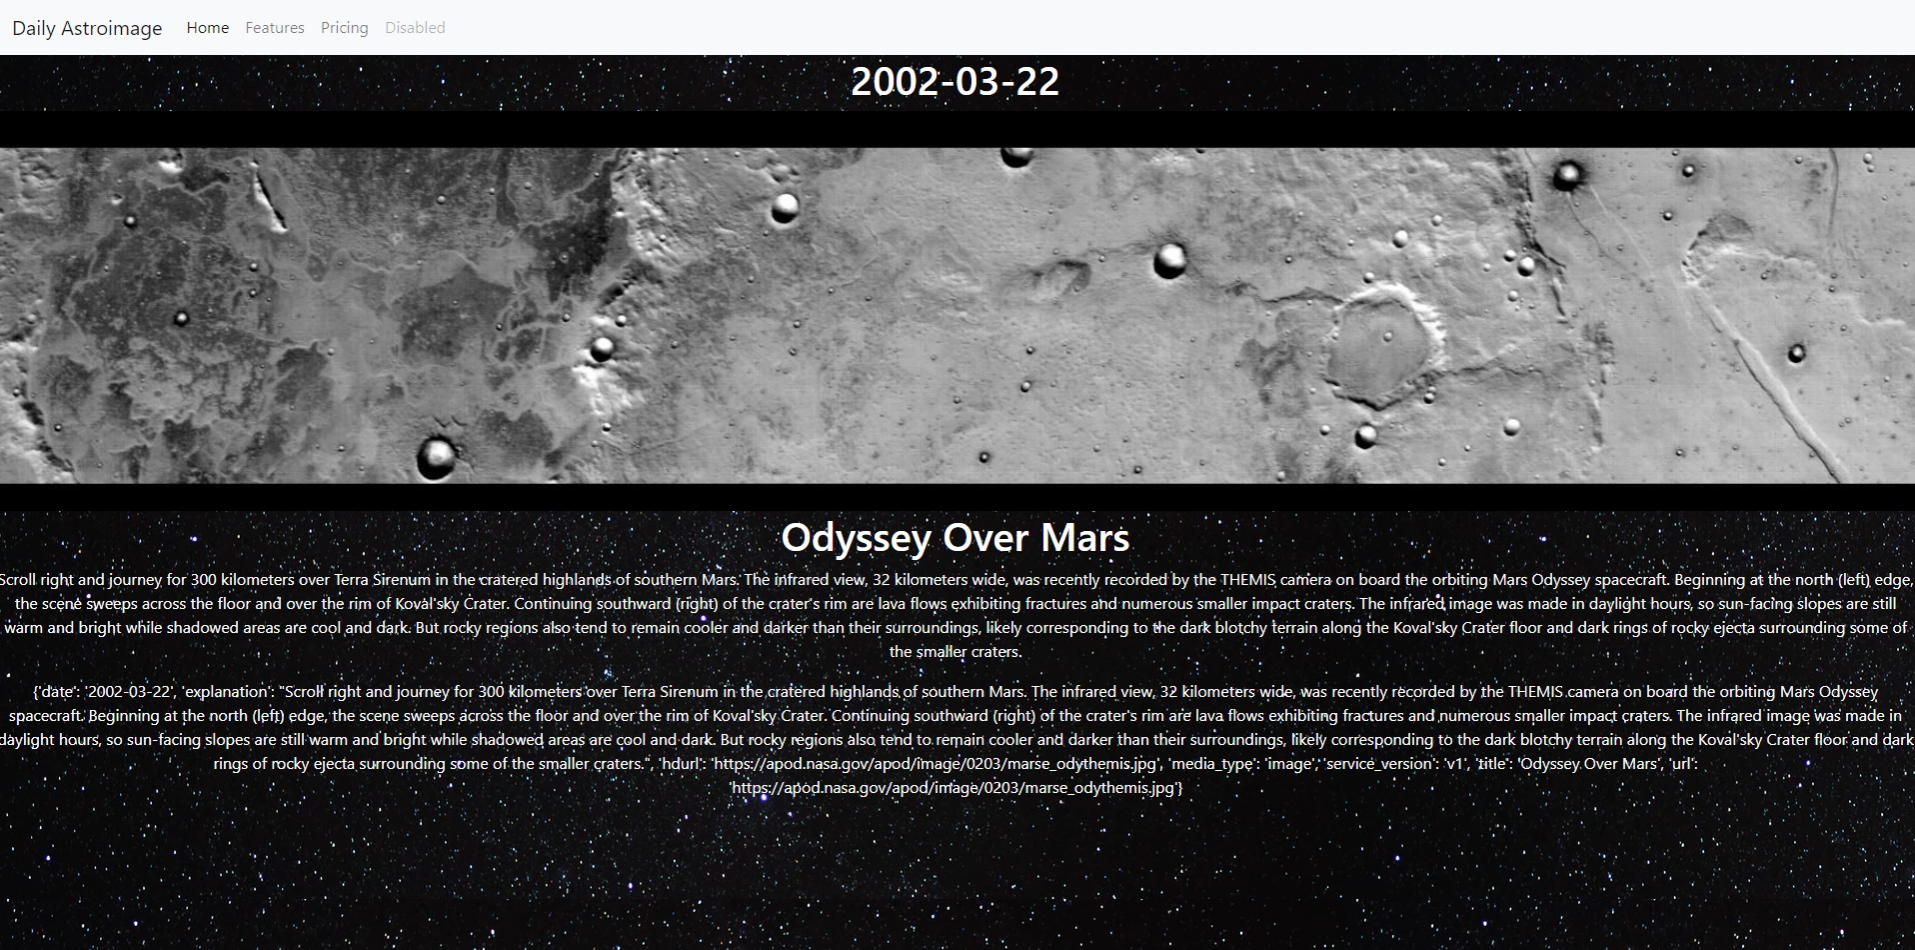 Daily Astroimage Home Features Pricing Disabled
2002-03-22
Odyssey Over Mars
Scroll right and journey for 300 kilometers over Terra Sirenum in the cratered highlands of southern Mars. The infrared view, 32 kilometers wide, was recently recorded by the THEMIS camera on board the orbiting Mars Odyssey spacecraft. Beginning at the north (left) edge,
the scene sweeps across the floor and over the rim of Koval'sky Crater. Continuing southward (right) of the crater's rim are lava flows exhibiting fractures and numerous smaller impact craters. The infrared image was made in daylight hours, so sun-facing slopes are still
warm and bright while shadowed areas are cool and dark. But rocky regions also tend to remain cooler and darker than their surroundings, likely corresponding to the dark blotchy terrain along the Koval'sky Crater floor and dark rings of rocky ejecta surrounding some of
the smaller craters.
{'date': '2002-03-22', 'explanation': "Scroll right and journey for 300 kilometers over Terra Sirenum in the cratered highlands of southern Mars. The infrared view, 32 kilometers wide, was recently recorded by the THEMIS camera on board the orbiting Mars Odyssey
spacecraft. Beginning at the north (left) edge, the scene sweeps across the floor and over the rim of Koval'sky Crater. Continuing southward (right) of the crater's rim are lava flows exhibiting fractures and numerous smaller impact craters. The infrared image was made in
daylight hours, so sun-facing slopes are still warm and bright while shadowed areas are cool and dark. But rocky regions also tend to remain cooler and darker than their surroundings, likely corresponding to the dark blotchy terrain along the Koval'sky Crater floor and dark
rings of rocky ejecta surrounding some of the smaller craters.", 'hdurl': 'https://apod.nasa.gov/apod/image/0203/marse_odythemis.jpg', 'media_type': 'image', 'service_version': 'v1', 'title': 'Odyssey Over Mars', 'url':
'https://apod.nasa.gov/apod/image/0203/marse_odythemis.jpg'}